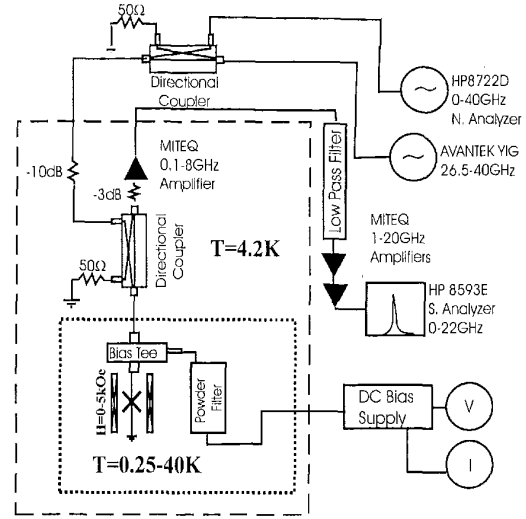 50Ω
Directional
Coupler
HP8722D
0-40GHz
N. Analyzer
AVANTEK YIG
26.5-40GHz
-10dB
MITEQ
0.1-8GHz
Amplifier
-3dB
Low Pass Filter
Directional
Coupler
T=4.2K
50Ω
MITEQ
1-20GHz
Amplifiers
HP 8593E
S. Analyzer
0-22GHz
Bias Tee
H=0-5kOe
Powder
Filter
T=0.25-40K
DC Bias
Supply
V
I